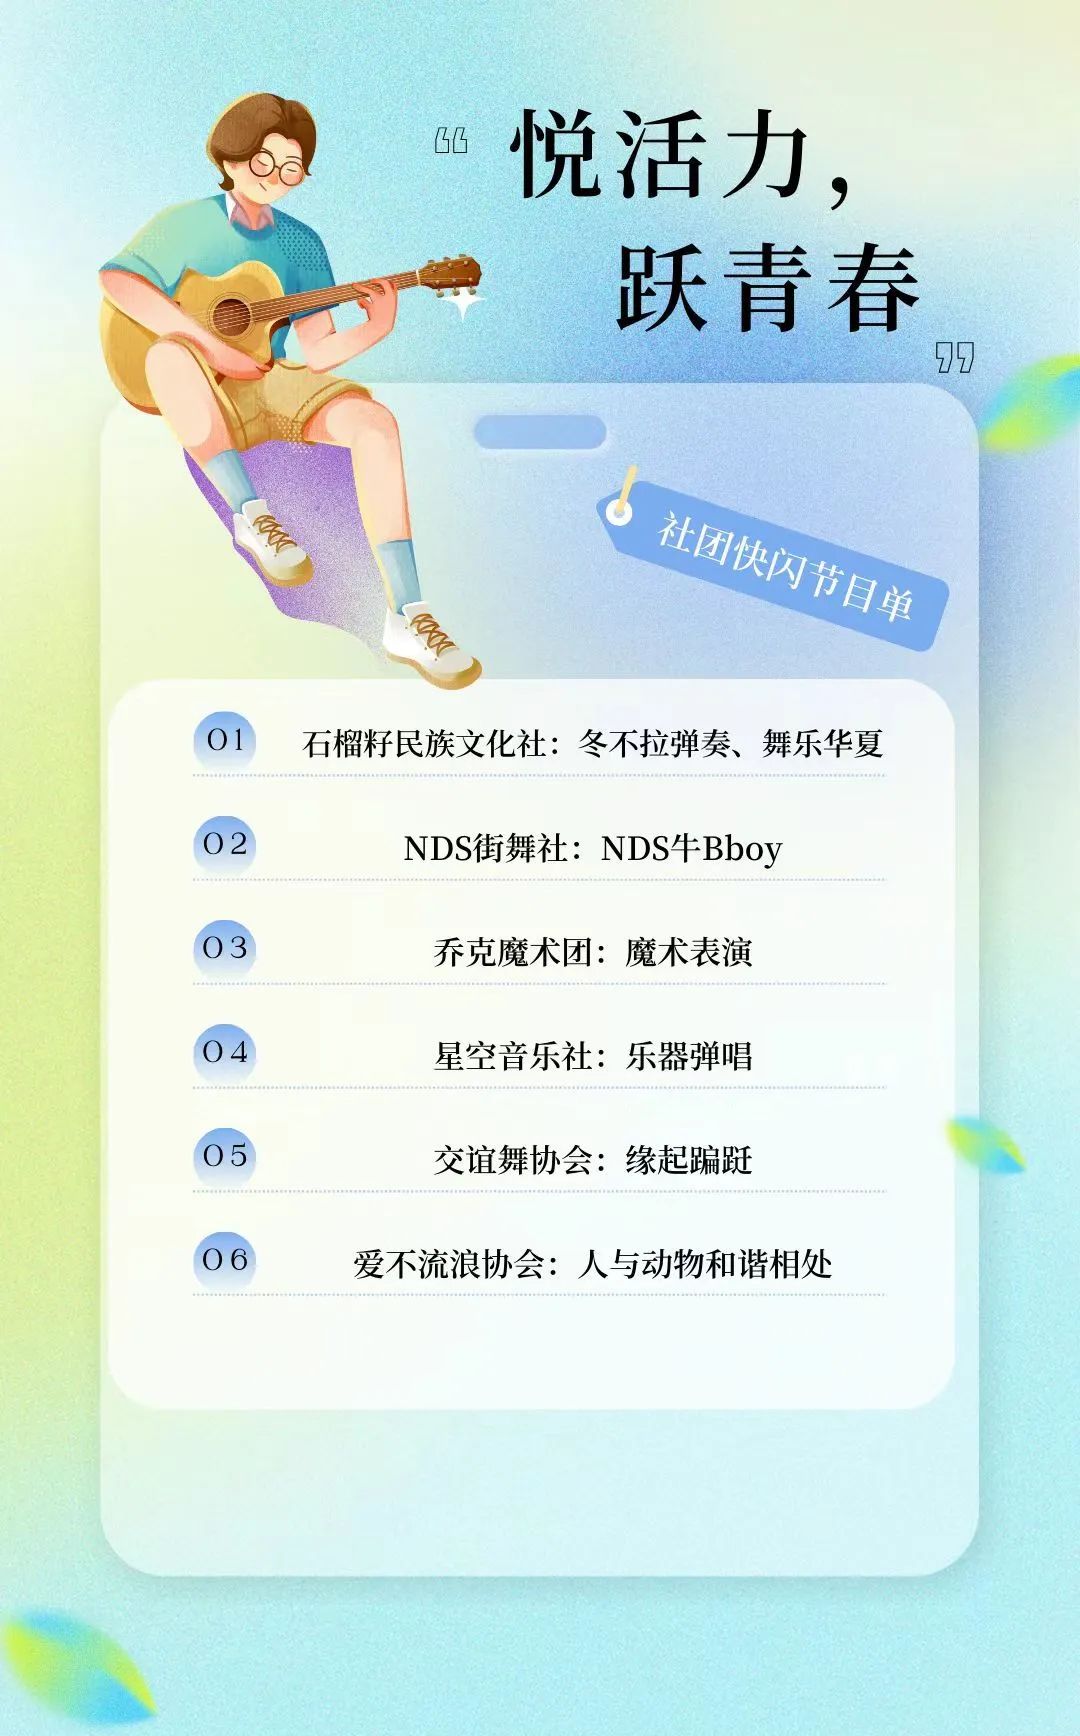 悦活力，
跃青春
社团快闪节目单
01 石榴籽民族文化社：冬不拉弹奏、舞乐华夏
02 NDS街舞社：NDS牛Bboy
03 乔克魔术团：魔术表演
04 星空音乐社：乐器弹唱
05 交谊舞协会：缘起蹁跹
06 爱不流浪协会：人与动物和谐相处